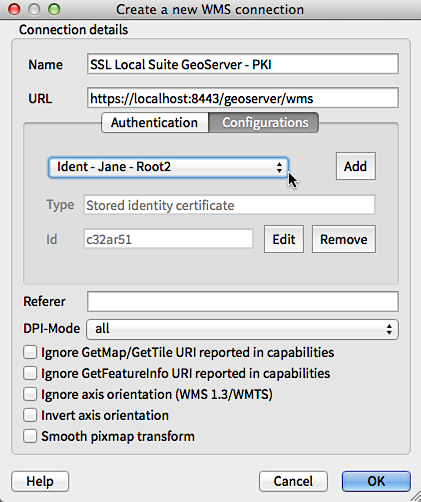 Create a new WMS connection
Connection details
Name SSL Local Suite GeoServer - PKI
URL https://localhost:8443/geoserver/wms
Authentication Configurations
Ident - Jane - Root2 Add
Type Stored identity certificate
Id c32ar51 Edit Remove
Referer
DPI-Mode all
Ignore GetMap/GetTile URI reported in capabilities
Ignore GetFeatureInfo URI reported in capabilities
Ignore axis orientation (WMS 1.3/WMTS)
Invert axis orientation
Smooth pixmap transform
Help Cancel OK